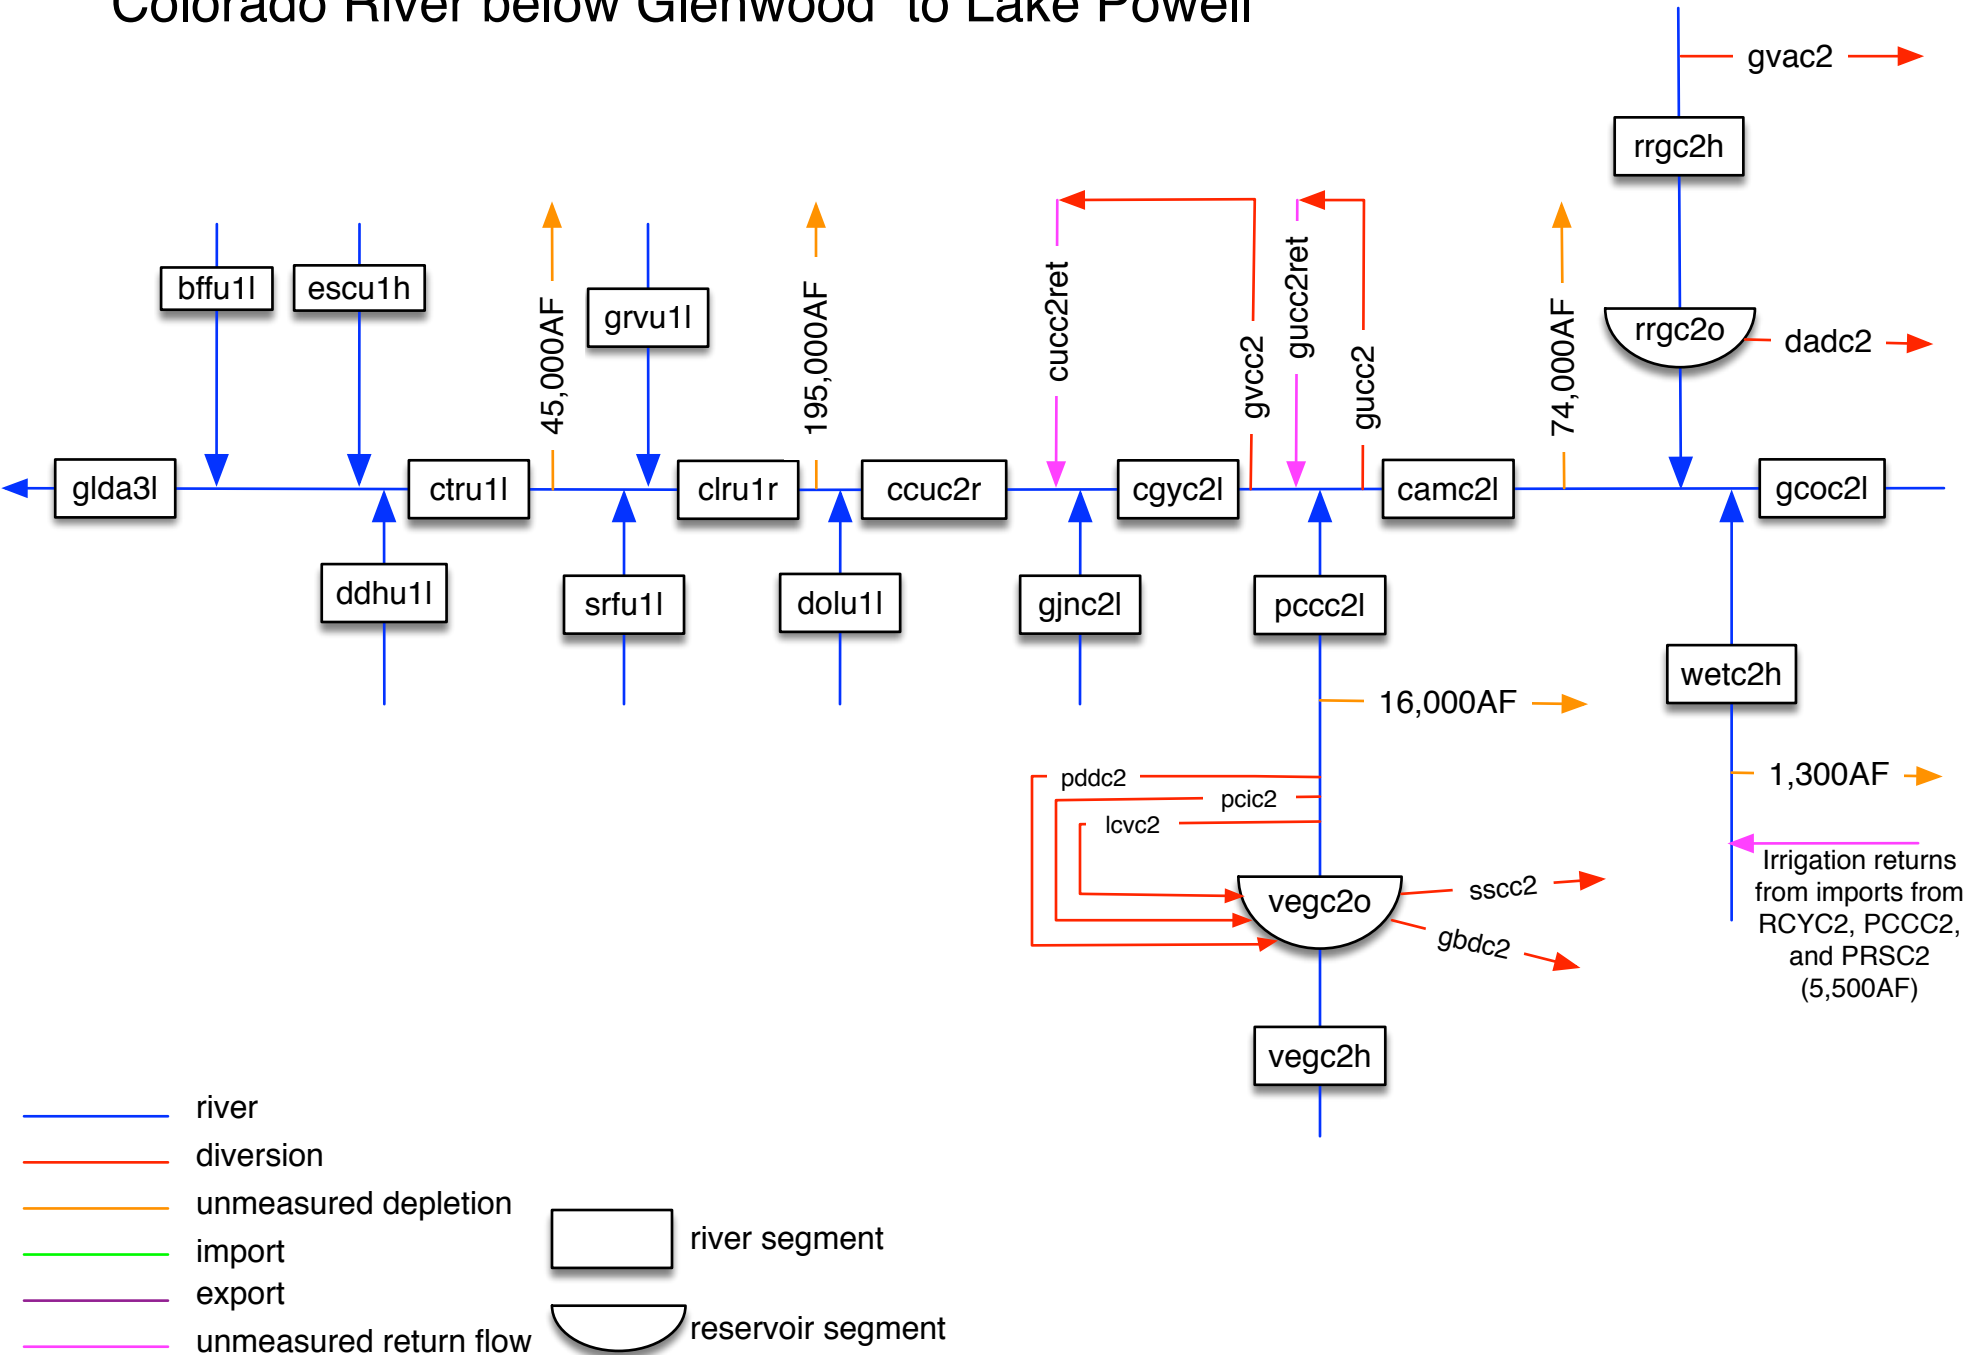 Colorado River below Glenwood to Lake Powell
gvac2
rrgc2h
rrgc2o
dadc2
bffu1l
escu1h
45,000AF
grvu1l
195,000AF
cucc2ret
gvcc2
gucc2ret
gucc2
74,000AF
glda3l
ctru1l
clru1r
ccuc2r
cgyc2l
camc2l
gcoc2l
ddhu1l
srfu1l
dolu1l
gjnc2l
pccc2l
wetc2h
16,000AF
1,300AF
pddc2
pcic2
lcvc2
vegc2o
sscc2
gbdc2
Irrigation returns
from imports from
RCYC2, PCCC2,
and PRSC2
(5,500AF)
vegc2h
river
diversion
unmeasured depletion
import
export
unmeasured return flow
river segment
reservoir segment